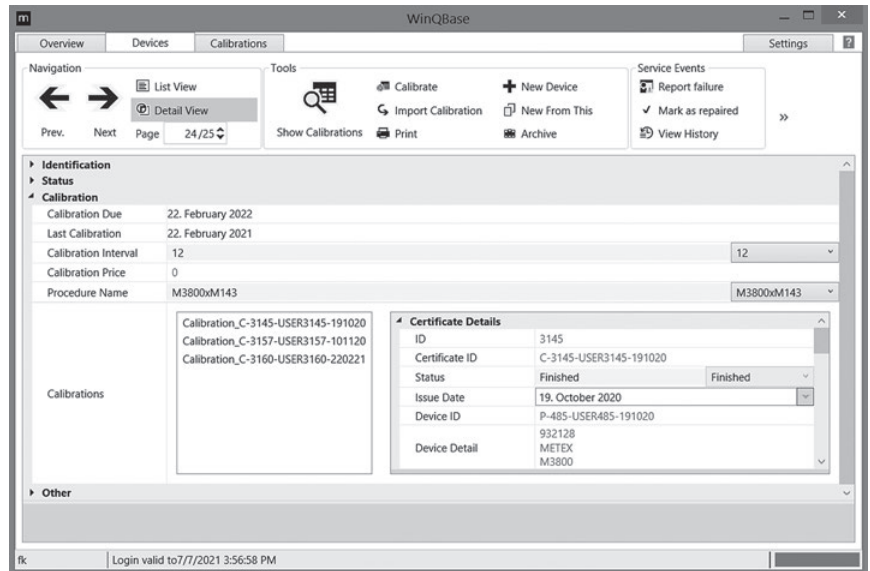 m WinQBase
Overview Devices Calibrations Settings ?
Navigation Tools Service Events
List View Calibrate New Device Report failure
Detail View Import Calibration New From This Mark as repaired »
Prev. Next Page 24/25 Show Calibrations Print Archive View History
Identification
Status
Calibration
Calibration Due 22. February 2022
Last Calibration 22. February 2021
Calibration Interval 12 12
Calibration Price 0
Procedure Name M3800xM143 M3800xM143
Calibrations
Calibration_C-3145-USER3145-191020
Calibration_C-3157-USER3157-101120
Calibration_C-3160-USER3160-220221
Certificate Details
ID 3145
Certificate ID C-3145-USER3145-191020
Status Finished Finished
Issue Date 19. October 2020
Device ID P-485-USER485-191020
Device Detail 932128
METEX
M3800
Other
fk Login valid to7/7/2021 3:56:58 PM